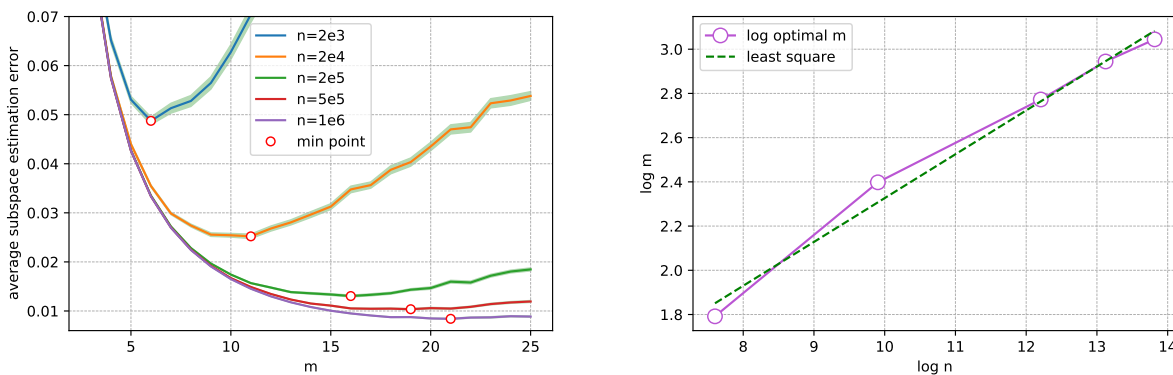 average subspace estimation error
0.07
0.06
0.05
0.04
0.03
0.02
0.01
5
10
15
20
25
m
n=2e3
n=2e4
n=2e5
n=5e5
n=1e6
min point
log m
3.0
2.8
2.6
2.4
2.2
2.0
1.8
8
9
10
11
12
13
14
log n
log optimal m
least square